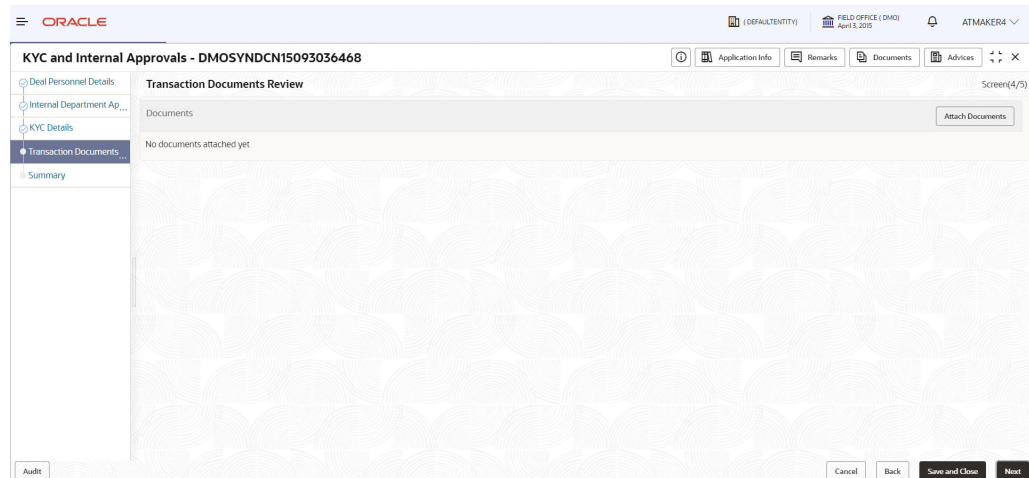 ORACLE
( DEFAULTENTITY)
FIELD OFFICE ( DMO)
April 3, 2015
ATMAKER4
KYC and Internal Approvals - DMOSYNDCN15093036468
Application Info
Remarks
Documents
Advices
Deal Personnel Details
Internal Department Ap...
KYC Details
Transaction Documents ...
Summary
Transaction Documents Review
Screen(4/5)
Documents
Attach Documents
No documents attached yet
Audit
Cancel
Back
Save and Close
Next